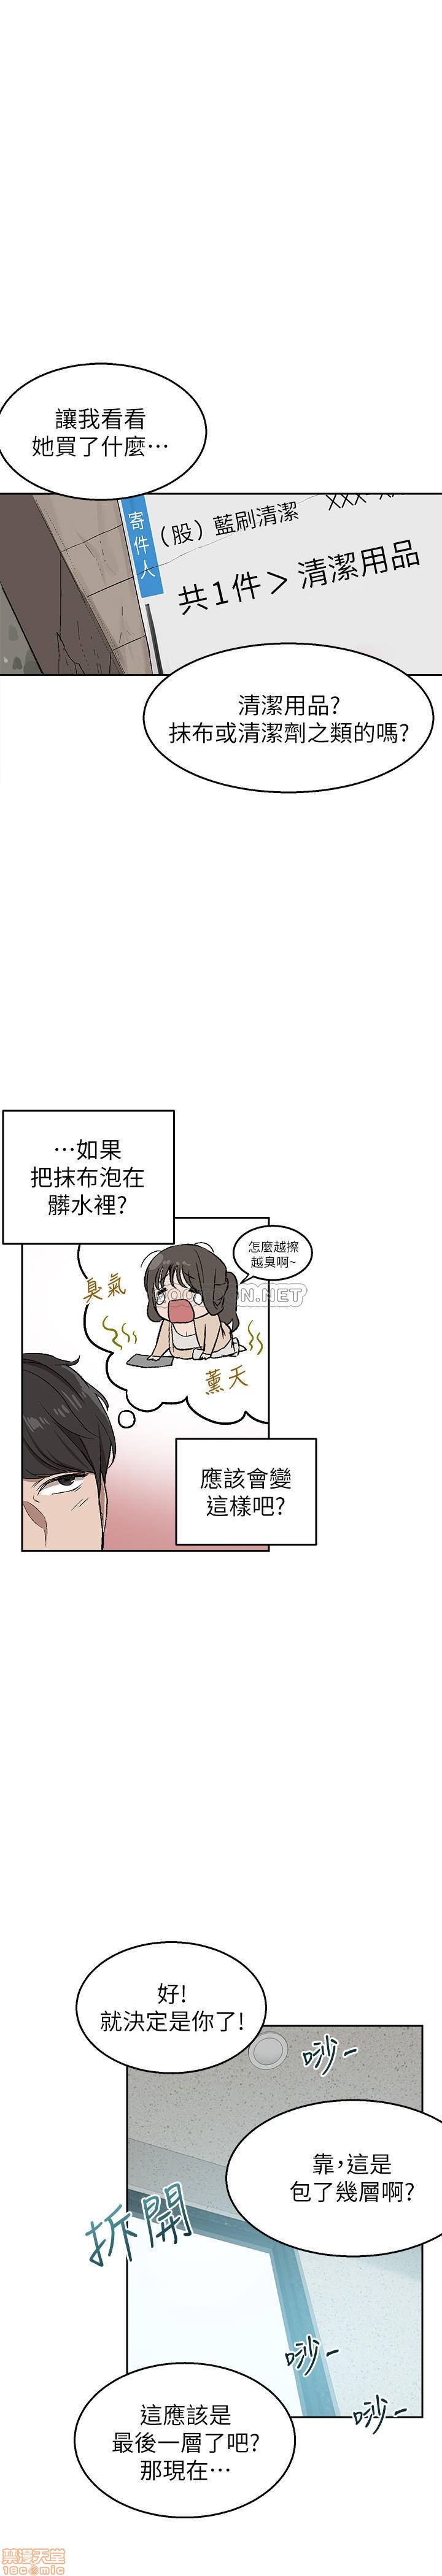 讓我看看
她買了什麼⋯
寄件人
（股）藍刷清潔
共1件＞清潔用品
清潔用品?
抹布或清潔劑之類的嗎?
⋯如果
把抹布泡在
髒水裡?
怎麼越擦
越臭啊~
臭氣
薰天
應該會變
這樣吧?
好!
就決定是你了!
唦-
靠，這是
包了幾層啊?
拆開
唦-
唦-
這應該是
最後一層了吧?
那現在⋯
看漫天堂
17comic